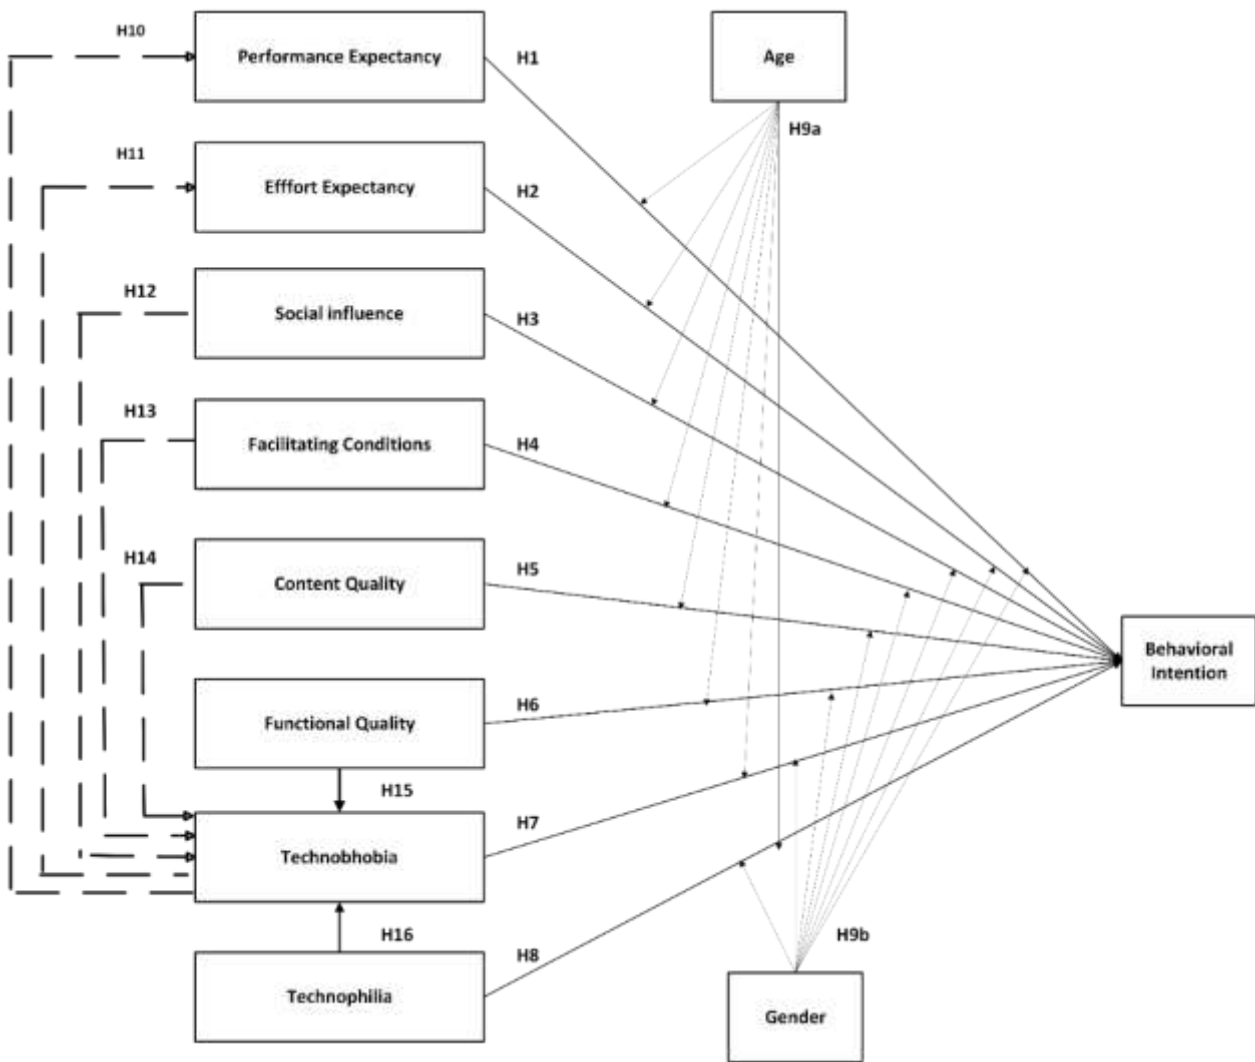 H10
Performance Expectancy
H1
Age
H9a
H11
Efffort Expectancy
H2
H12
Social influence
H3
H13
Facilitating Conditions
H4
H14
Content Quality
H5
Behavioral
Intention
Functional Quality
H6
H15
Technobhobia
H7
H16
Technophilia
H8
H9b
Gender